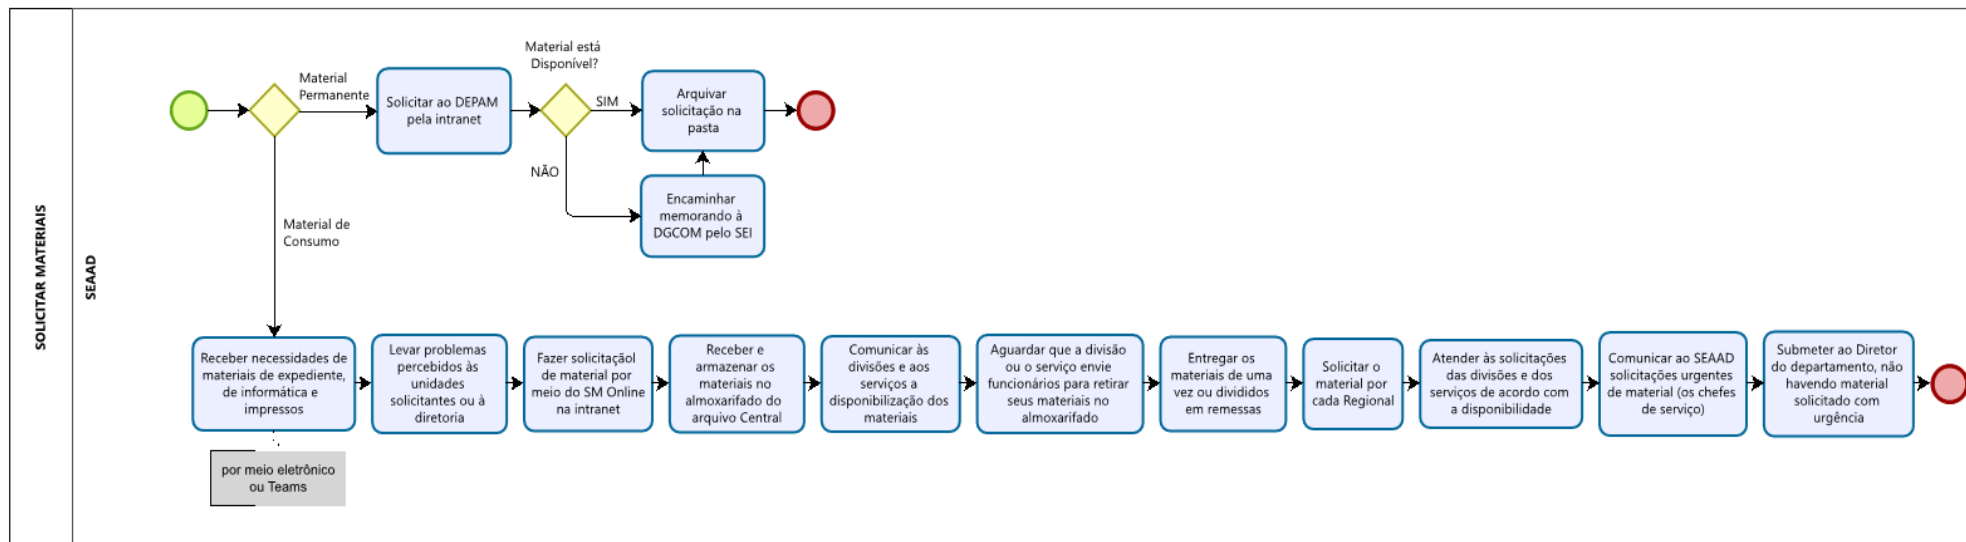 SOLICITAR MATERIAIS
SEAAD
Material
Permanente
Solicitar ao DEPAM
pela intranet
Material está
Disponível?
SIM
Arquivar
solicitação na
pasta
NÃO
Encaminhar
memorando à
DGCOM pelo SEI
Material de
Consumo
Receber necessidades de
materiais de expediente,
de informática e
impressos
por meio eletrônico
ou Teams
Levar problemas
percebidos às
unidades
solicitantes ou à
diretoria
Fazer solicitaçãol
de material por
meio do SM Online
na intranet
Receber e
armazenar os
materiais no
almoxarifado do
arquivo Central
Comunicar às
divisões e aos
serviços a
disponibilização dos
materiais
Aguardar que a divisão
ou o serviço envie
funcionários para retirar
seus materiais no
almoxarifado
Entregar os
materiais de uma
vez ou divididos
em remessas
Solicitar o
material por
cada Regional
Atender às solicitações
das divisões e dos
serviços de acordo com
a disponibilidade
Comunicar ao SEAAD
solicitações urgentes
de material (os chefes
de serviço)
Submeter ao Diretor
do departamento, não
havendo material
solicitado com
urgência